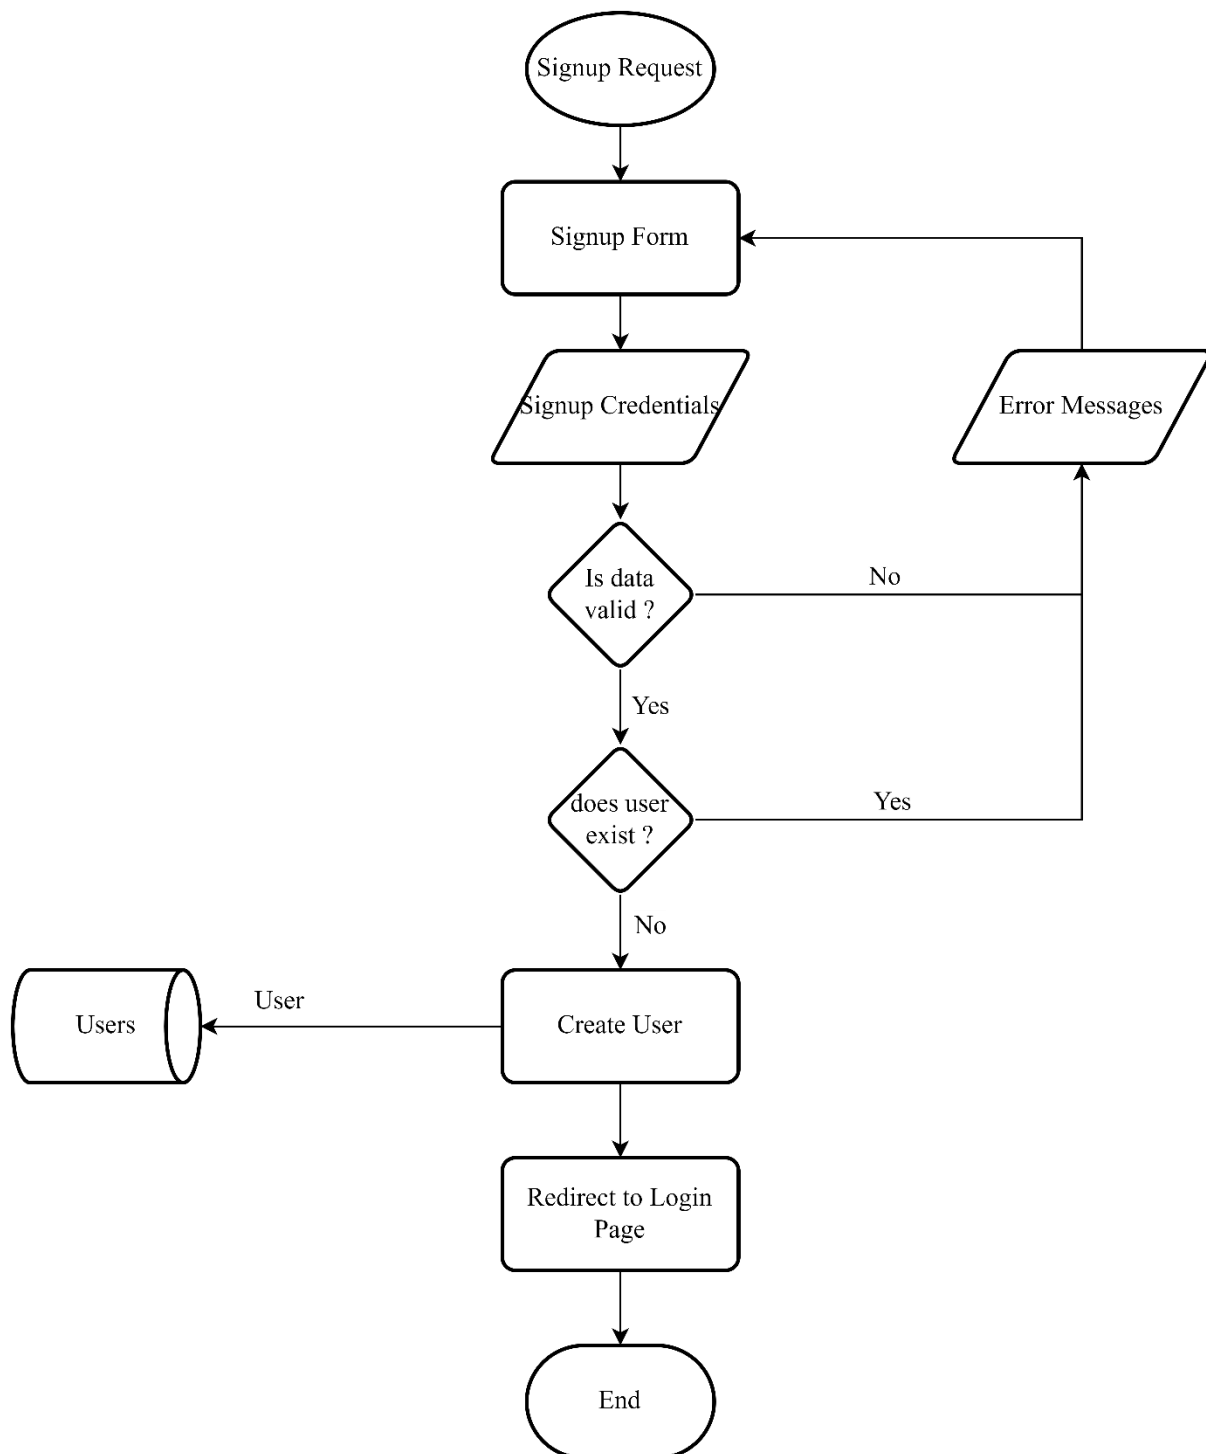 Signup Request
Signup Form
Signup Credentials
Error Messages
Is data
valid ?
No
Yes
does user
exist ?
Yes
No
Users
User
Create User
Redirect to Login
Page
End